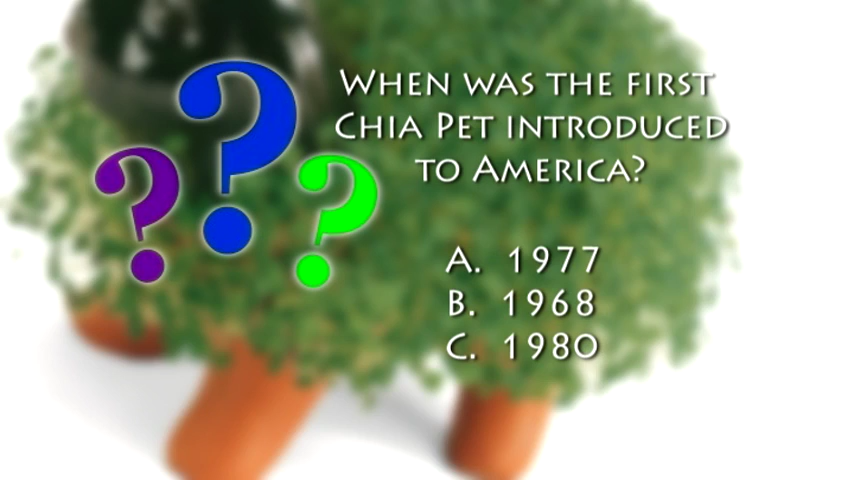 When was the first
Chia Pet introduced
to America?
A. 1977
B. 1968
C. 1980
???